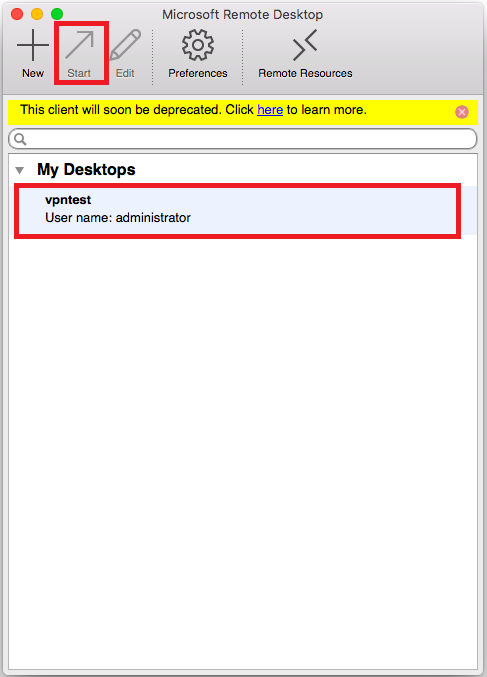 Microsoft Remote Desktop
New Start Edit Preferences Remote Resources
This client will soon be deprecated. Click here to learn more.
My Desktops
vpntest
User name: administrator